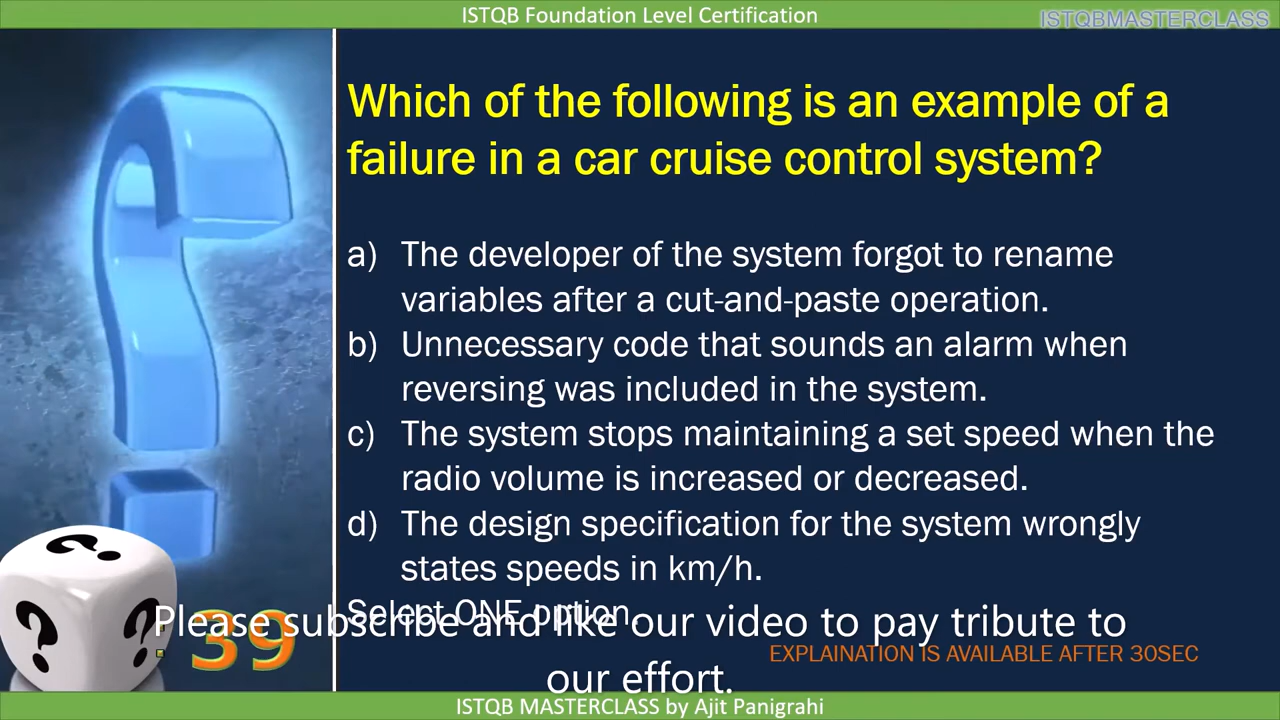 ISTQB Foundation Level Certification
ISTQBMASTERCLASS
Which of the following is an example of a
failure in a car cruise control system?
a) The developer of the system forgot to rename
variables after a cut-and-paste operation.
b) Unnecessary code that sounds an alarm when
reversing was included in the system.
c) The system stops maintaining a set speed when the
radio volume is increased or decreased.
d) The design specification for the system wrongly
states speeds in km/h.
Select ONE option.
Please subscribe and like our video to pay tribute to
our effort.
: 39
EXPLAINATION IS AVAILABLE AFTER 30SEC
ISTQB MASTERCLASS by Ajit Panigrahi